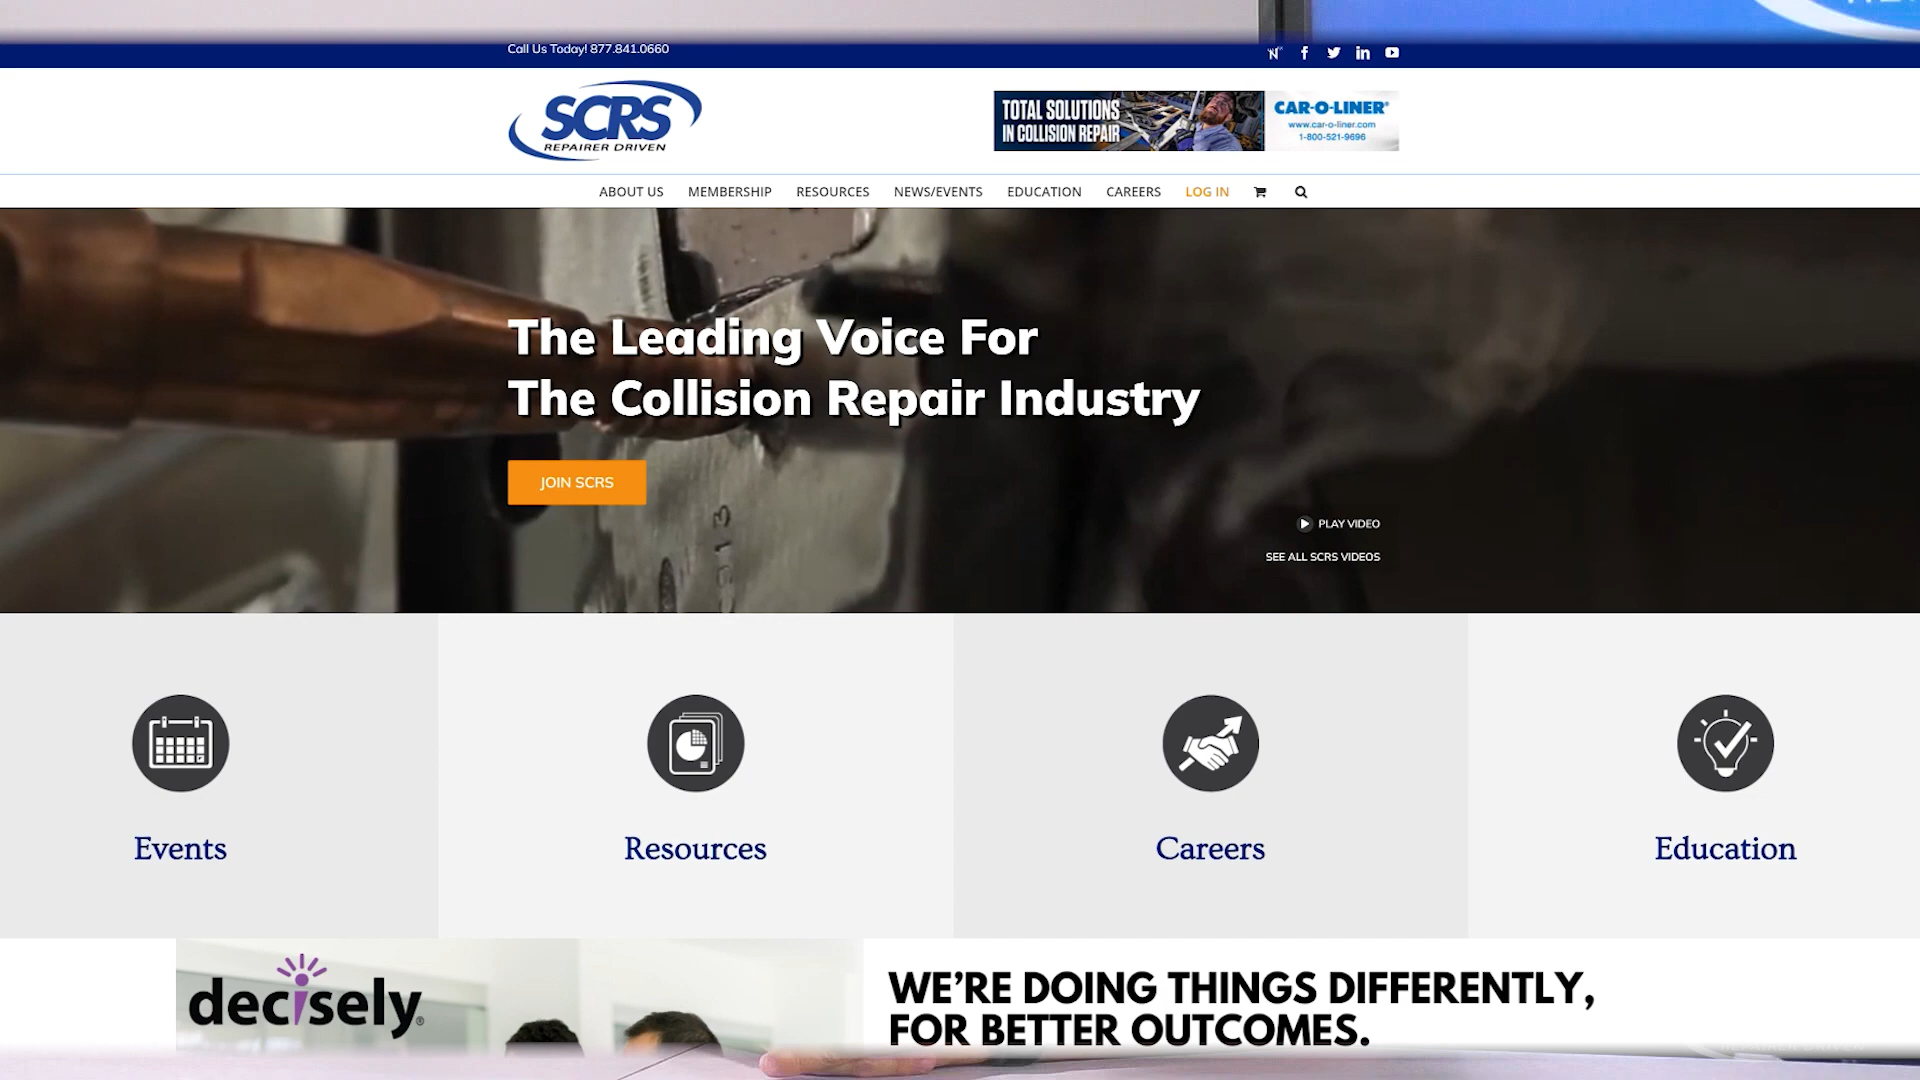 Call Us Today! 877.841.0660
SCRS
REPAIRER DRIVEN
TOTAL SOLUTIONS
IN COLLISION REPAIR
CAR-O-LINER®
www.car-o-liner.com
1-800-521-9696
ABOUT US MEMBERSHIP RESOURCES NEWS/EVENTS EDUCATION CAREERS LOG IN
The Leading Voice For
The Collision Repair Industry
JOIN SCRS
PLAY VIDEO
SEE ALL SCRS VIDEOS
Events
Resources
Careers
Education
decisely®
WE'RE DOING THINGS DIFFERENTLY,
FOR BETTER OUTCOMES.